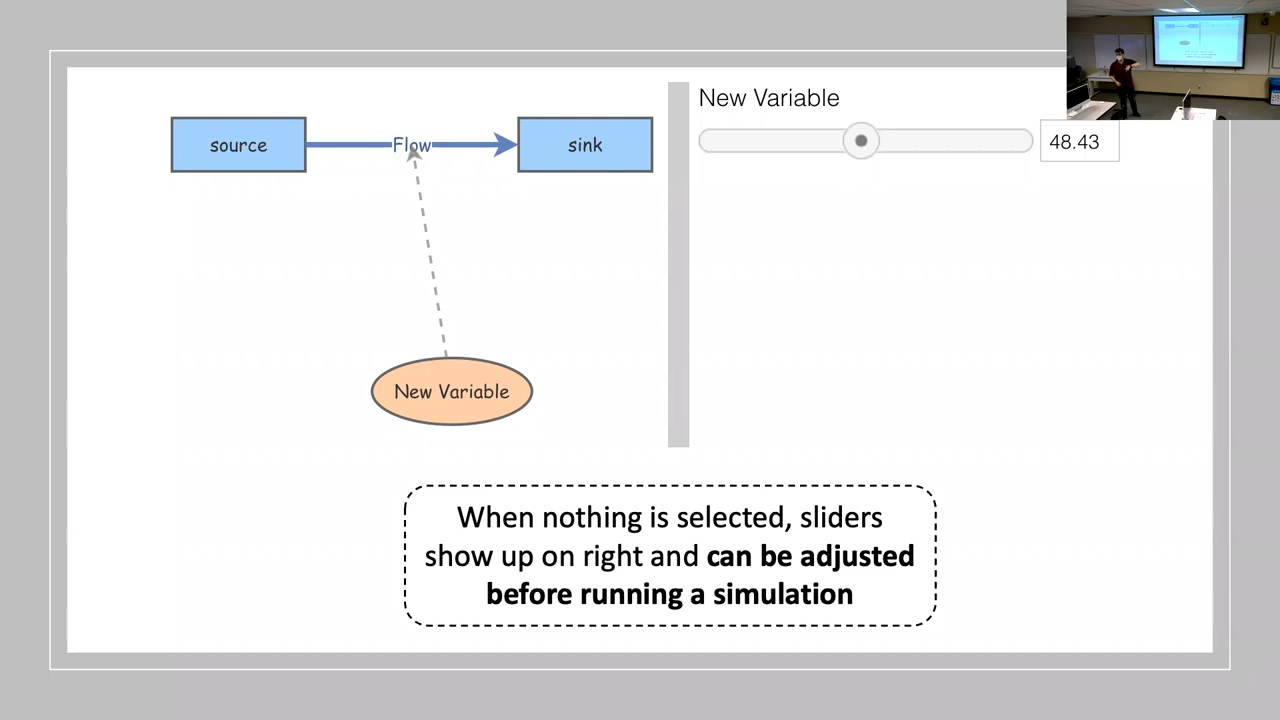 source
Flow
sink
New Variable
New Variable
48.43
When nothing is selected, sliders
show up on right and can be adjusted
before running a simulation